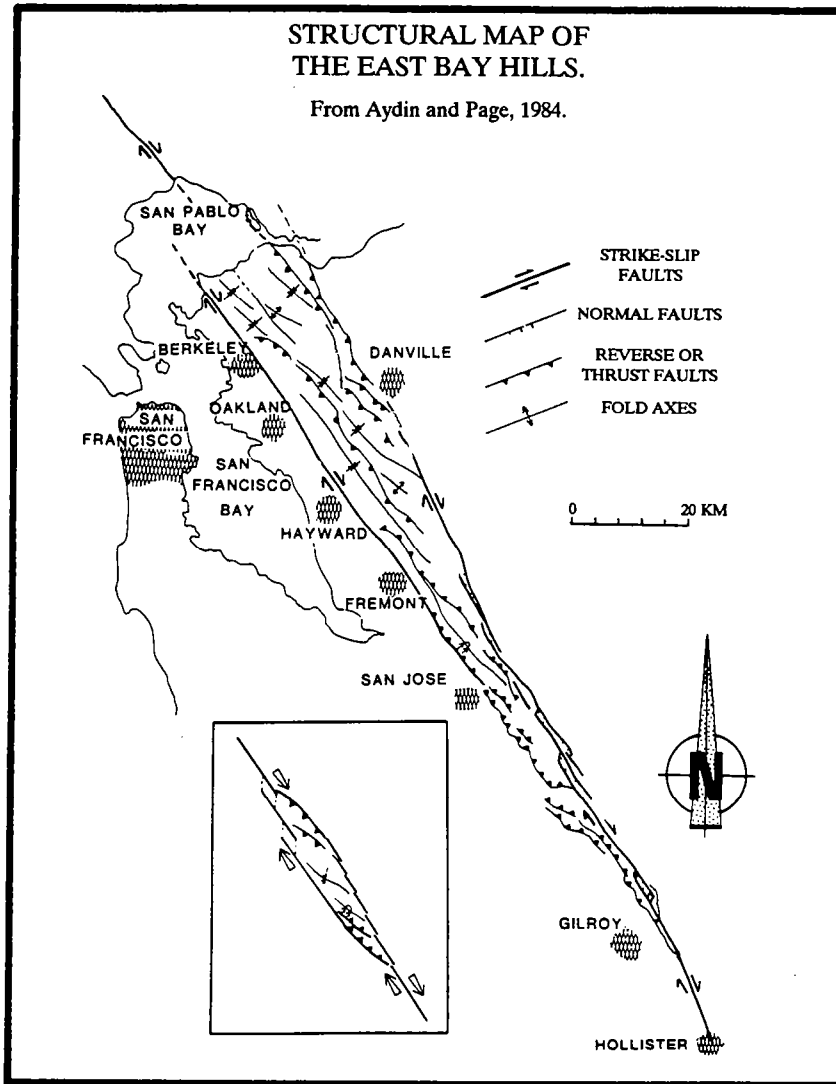 STRUCTURAL MAP OF
THE EAST BAY HILLS.
From Aydin and Page, 1984.
SAN PABLO
BAY
STRIKE-SLIP
FAULTS
NORMAL FAULTS
REVERSE OR
THRUST FAULTS
FOLD AXES
BERKELEY
DANVILLE
OAKLAND
SAN
FRANCISCO
SAN
FRANCISCO
BAY
HAYWARD
0 20 KM
FREMONT
SAN JOSE
N
GILROY
HOLLISTER